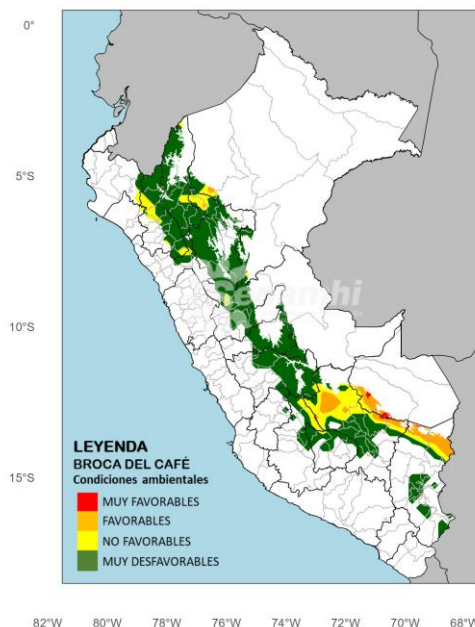 0°
5°S
10°S
15°S
Senamhi
LEYENDA
BROCA DEL CAFÉ
Condiciones ambientales
MUY FAVORABLES
FAVORABLES
NO FAVORABLES
MUY DESFAVORABLES
82°W 80°W 78°W 76°W 74°W 72°W 70°W 68°W